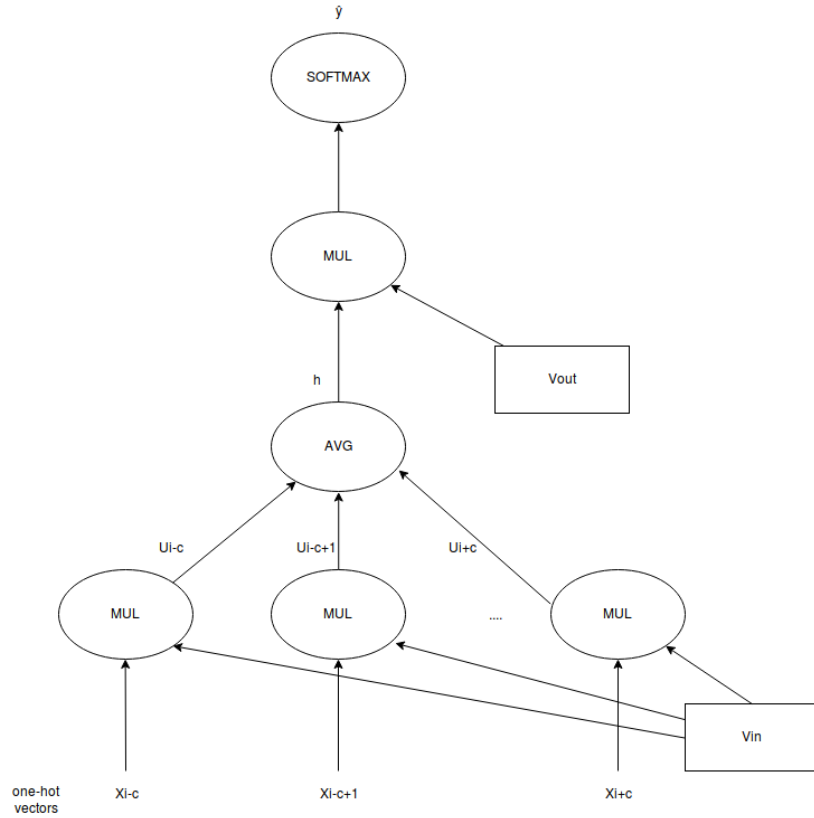 ŷ
SOFTMAX
MUL
Vout
h
AVG
Ui-c
Ui-c+1
Ui+c
MUL
MUL
....
MUL
Vin
one-hot
vectors
Xi-c
Xi-c+1
Xi+c